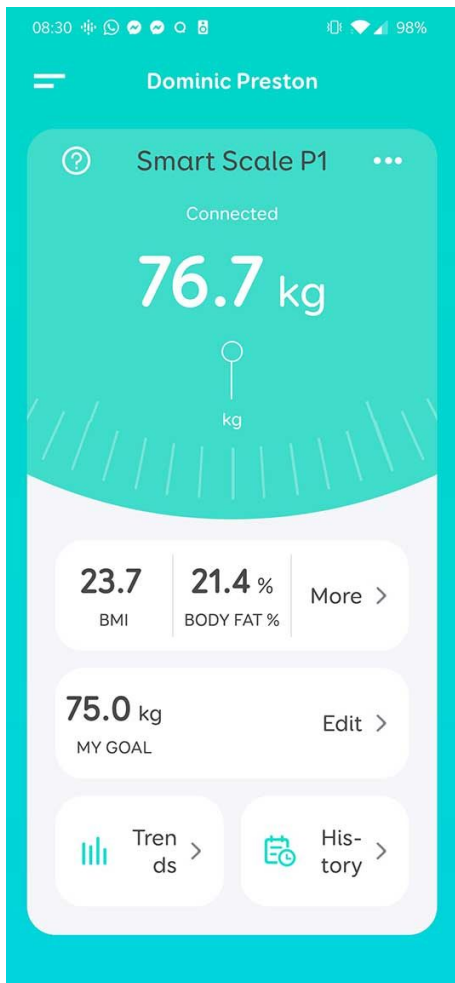 08:30 98%
Dominic Preston
Smart Scale P1
Connected
76.7 kg
kg
23.7 21.4 % More
BMI BODY FAT %
75.0 kg Edit
MY GOAL
Tren His-
ds tory